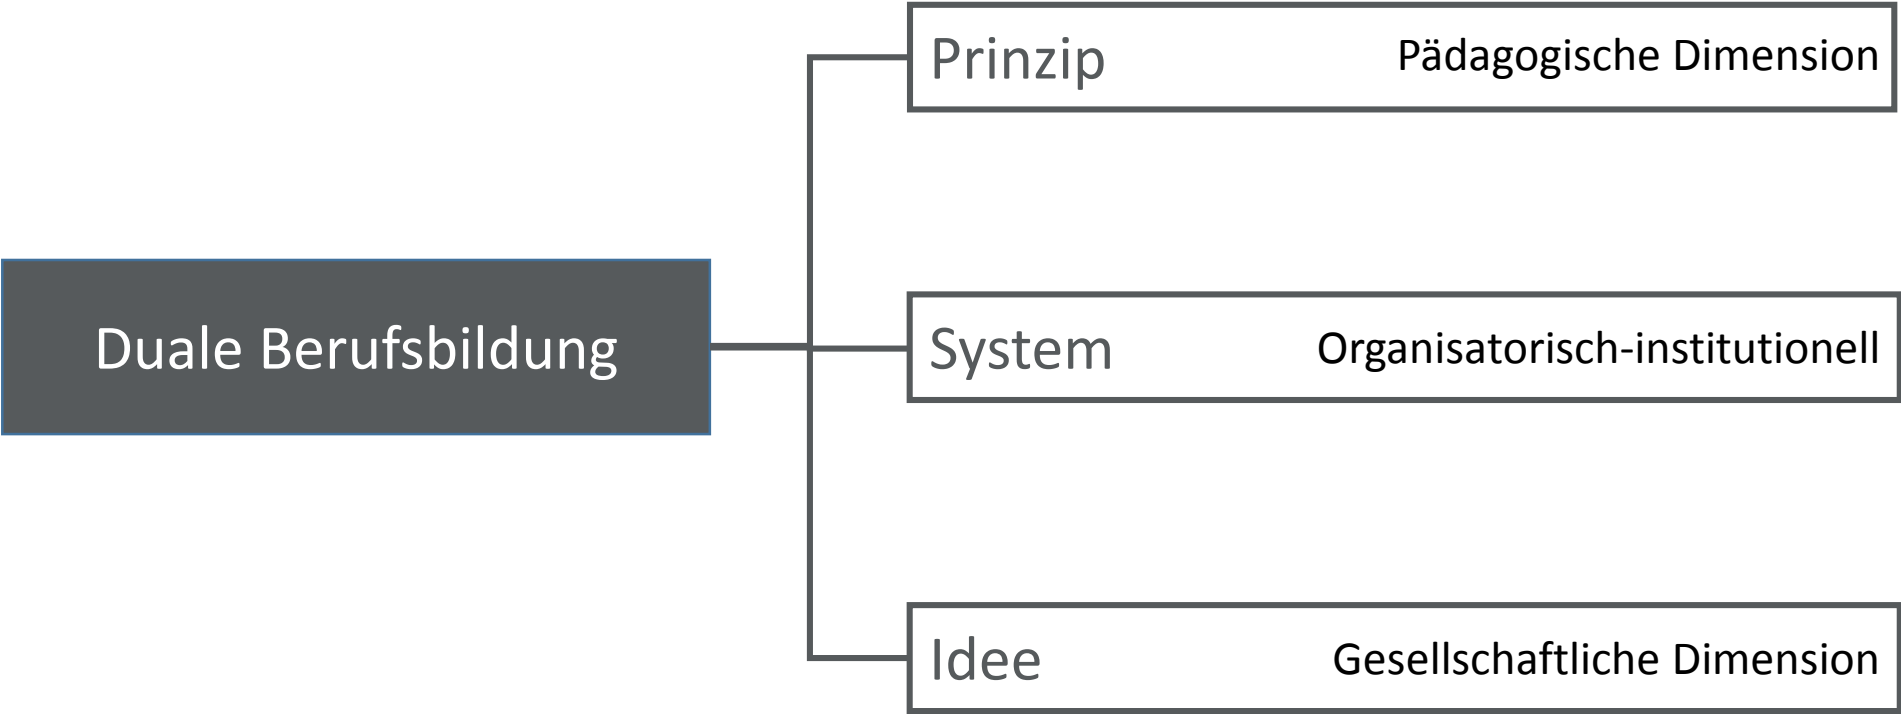 Prinzip Pädagogische Dimension
Duale Berufsbildung
System Organisatorisch-institutionell
Idee Gesellschaftliche Dimension